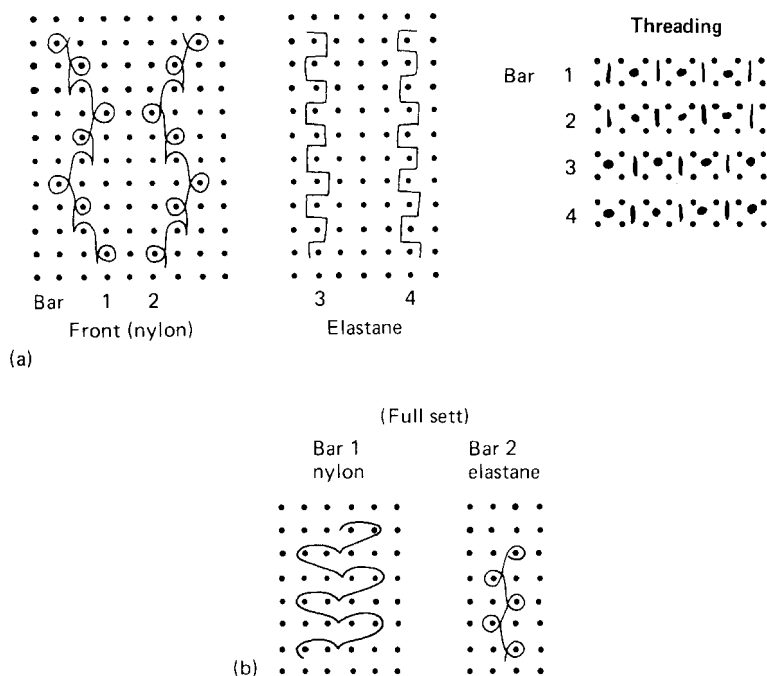 Threading
Bar 1
2
3
4
Bar 1 2
Front (nylon)
3 4
Elastane
(a)
(Full sett)
Bar 1
nylon
Bar 2
elastane
(b)